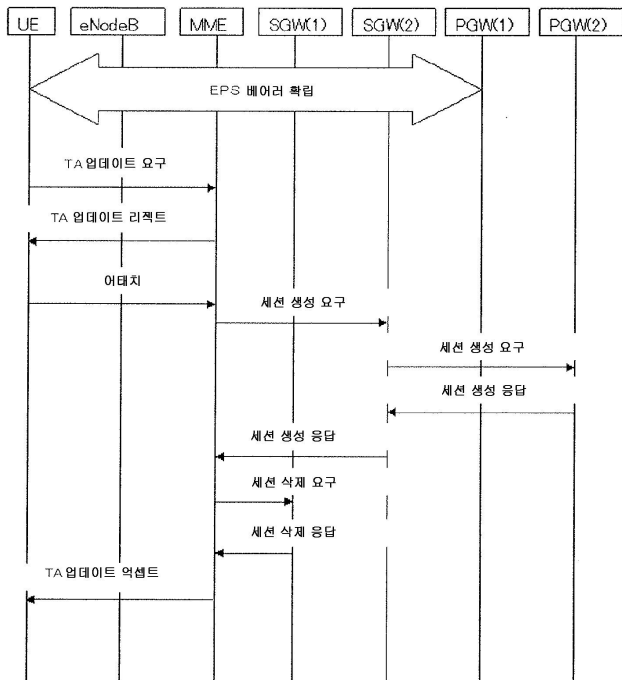 UE eNodeB MME SGW(1) SGW(2) PGW(1) PGW(2)
EPS 베어러 확립
TA 업데이트 요구
TA 업데이트 리젝트
어태치
세션 생성 요구
세션 생성 요구
세션 생성 응답
세션 생성 응답
세션 삭제 요구
세션 삭제 응답
TA 업데이트 억셉트